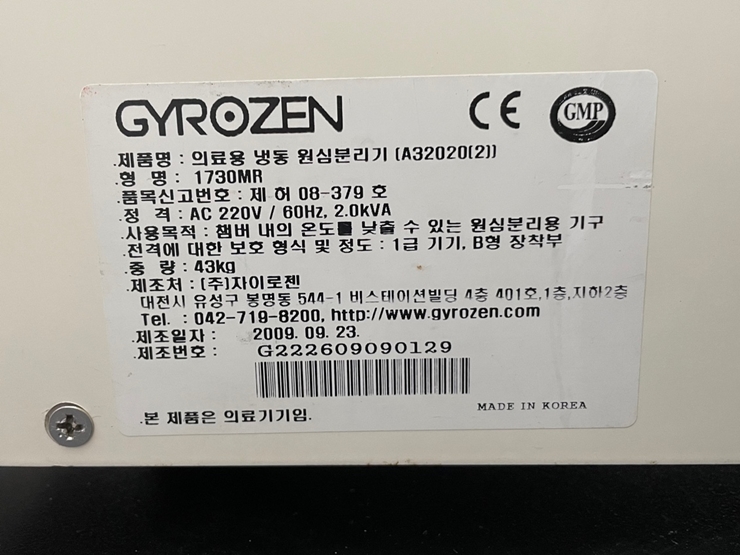 GYROZEN CE GMP
.제품명 : 의료용 냉동 원심분리기 (A32020(2))
.형 명 : 1730MR
.품목신고번호 : 제 허 08-379 호
.정 격 : AC 220V / 60Hz, 2.0kVA
.사용목적 : 챔버 내의 온도를 낮출 수 있는 원심분리용 기구
.전격에 대한 보호 형식 및 정도 : 1급 기기, B형 장착부
.중 량 : 43kg
.제조처 : (주)자이로젠
대전시 유성구 봉명동 544-1 비스테이션빌딩 4층 401호,1층,지하2층
Tel. : 042-719-8200, http://www.gyrozen.com
.제조일자 : 2009. 09. 23.
.제조번호 : G222609090129
.본 제품은 의료기기임.
MADE IN KOREA